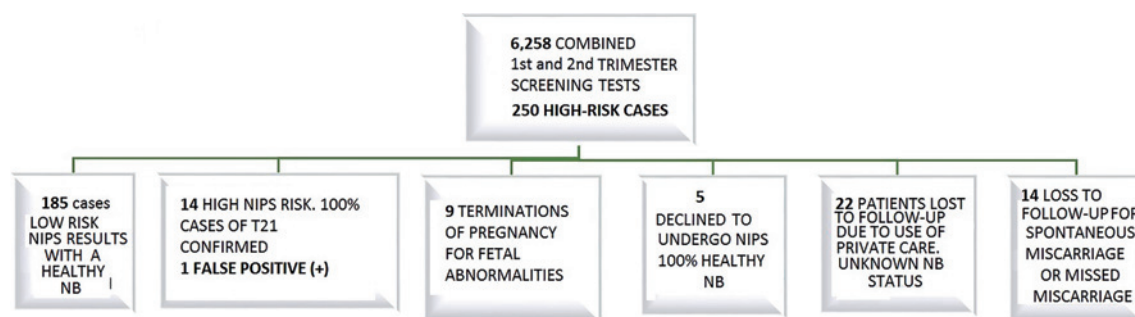 6,258 COMBINED
1st and 2nd TRIMESTER
SCREENING TESTS
250 HIGH-RISK CASES
185 cases
LOW RISK
NIPS RESULTS
WITH A
HEALTHY
NB
14 HIGH NIPS RISK. 100%
CASES OF T21
CONFIRMED
1 FALSE POSITIVE (+)
9 TERMINATIONS
OF PREGNANCY
FOR FETAL
ABNORMALITIES
5
DECLINED TO
UNDERGO NIPS
100% HEALTHY
NB
22 PATIENTS LOST
TO FOLLOW-UP
DUE TO USE OF
PRIVATE CARE.
UNKNOWN NB
STATUS
14 LOSS TO
FOLLOW-UP FOR
SPONTANEOUS
MISCARRIAGE
OR MISSED
MISCARRIAGE